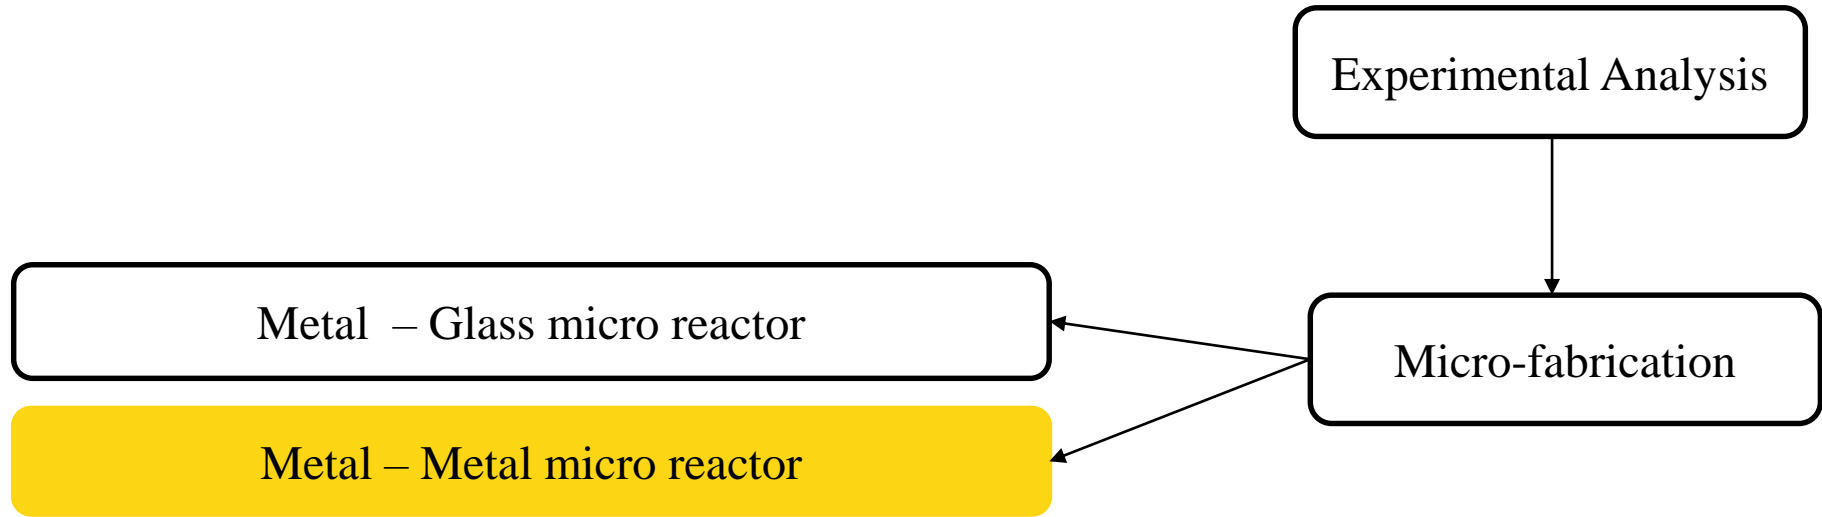 Experimental Analysis
Metal – Glass micro reactor
Micro-fabrication
Metal – Metal micro reactor